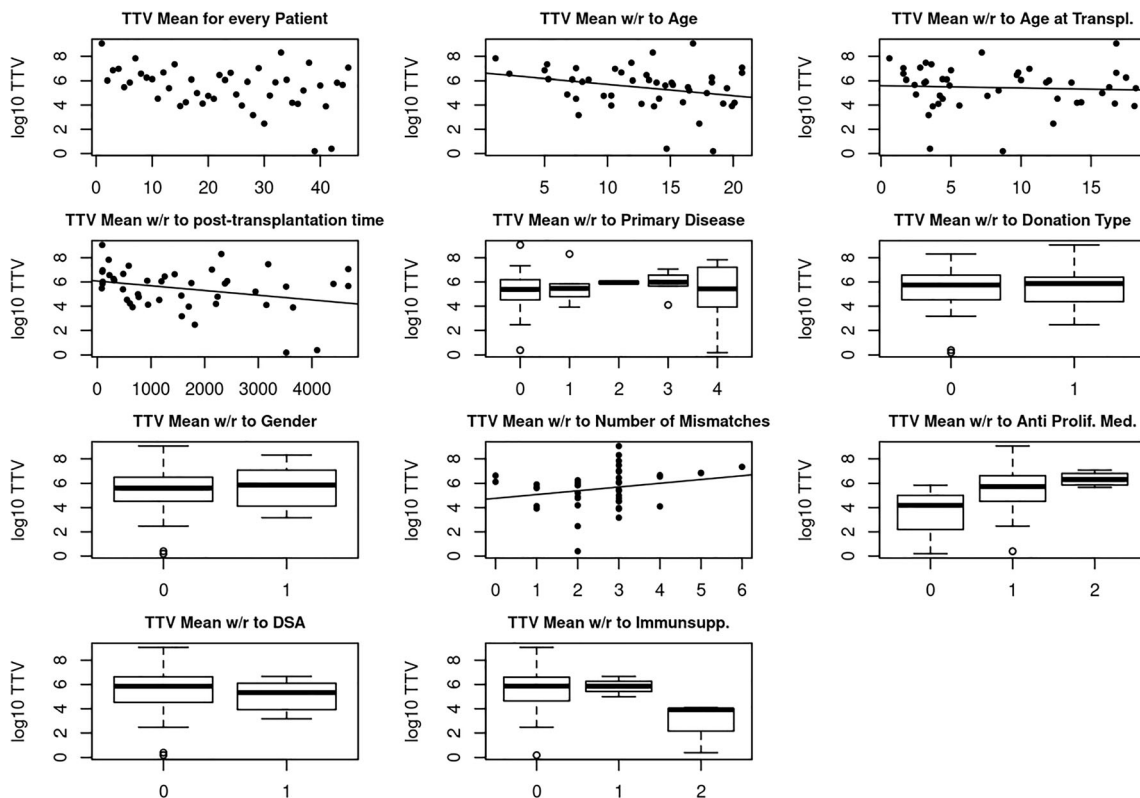 TTV Mean for every Patient
log10 TTV
0 2 4 6 8
0 10 20 30 40
TTV Mean w/r to Age
log10 TTV
0 2 4 6 8
5 10 15 20
TTV Mean w/r to Age at Transpl.
log10 TTV
0 2 4 6 8
0 5 10 15
TTV Mean w/r to post-transplantation time
log10 TTV
0 2 4 6 8
0 1000 2000 3000 4000
TTV Mean w/r to Primary Disease
log10 TTV
0 2 4 6 8
0 1 2 3 4
TTV Mean w/r to Donation Type
log10 TTV
0 2 4 6 8
0 1
TTV Mean w/r to Gender
log10 TTV
0 2 4 6 8
0 1
TTV Mean w/r to Number of Mismatches
log10 TTV
0 2 4 6 8
0 1 2 3 4 5 6
TTV Mean w/r to Anti Prolif. Med.
log10 TTV
0 2 4 6 8
0 1 2
TTV Mean w/r to DSA
log10 TTV
0 2 4 6 8
0 1
TTV Mean w/r to Immunsupp.
log10 TTV
0 2 4 6 8
0 1 2